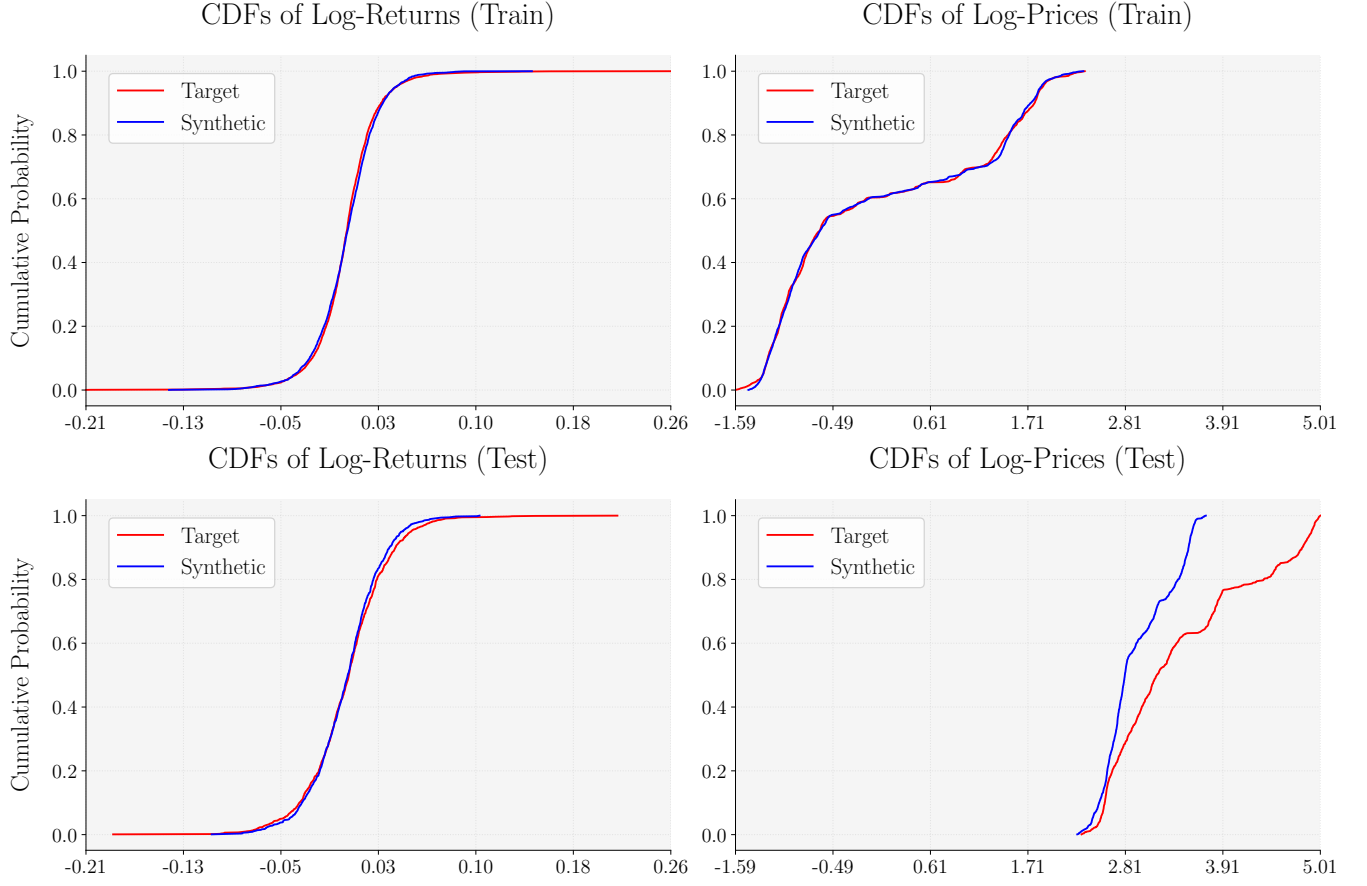 CDFs of Log-Returns (Train)
CDFs of Log-Prices (Train)
Cumulative Probability
1.0
0.8
0.6
0.4
0.2
0.0
Target
Synthetic
-0.21 -0.13 -0.05 0.03 0.10 0.18 0.26
1.0
0.8
0.6
0.4
0.2
0.0
Target
Synthetic
-1.59 -0.49 0.61 1.71 2.81 3.91 5.01
CDFs of Log-Returns (Test)
CDFs of Log-Prices (Test)
Cumulative Probability
1.0
0.8
0.6
0.4
0.2
0.0
Target
Synthetic
-0.21 -0.13 -0.05 0.03 0.10 0.18 0.26
1.0
0.8
0.6
0.4
0.2
0.0
Target
Synthetic
-1.59 -0.49 0.61 1.71 2.81 3.91 5.01